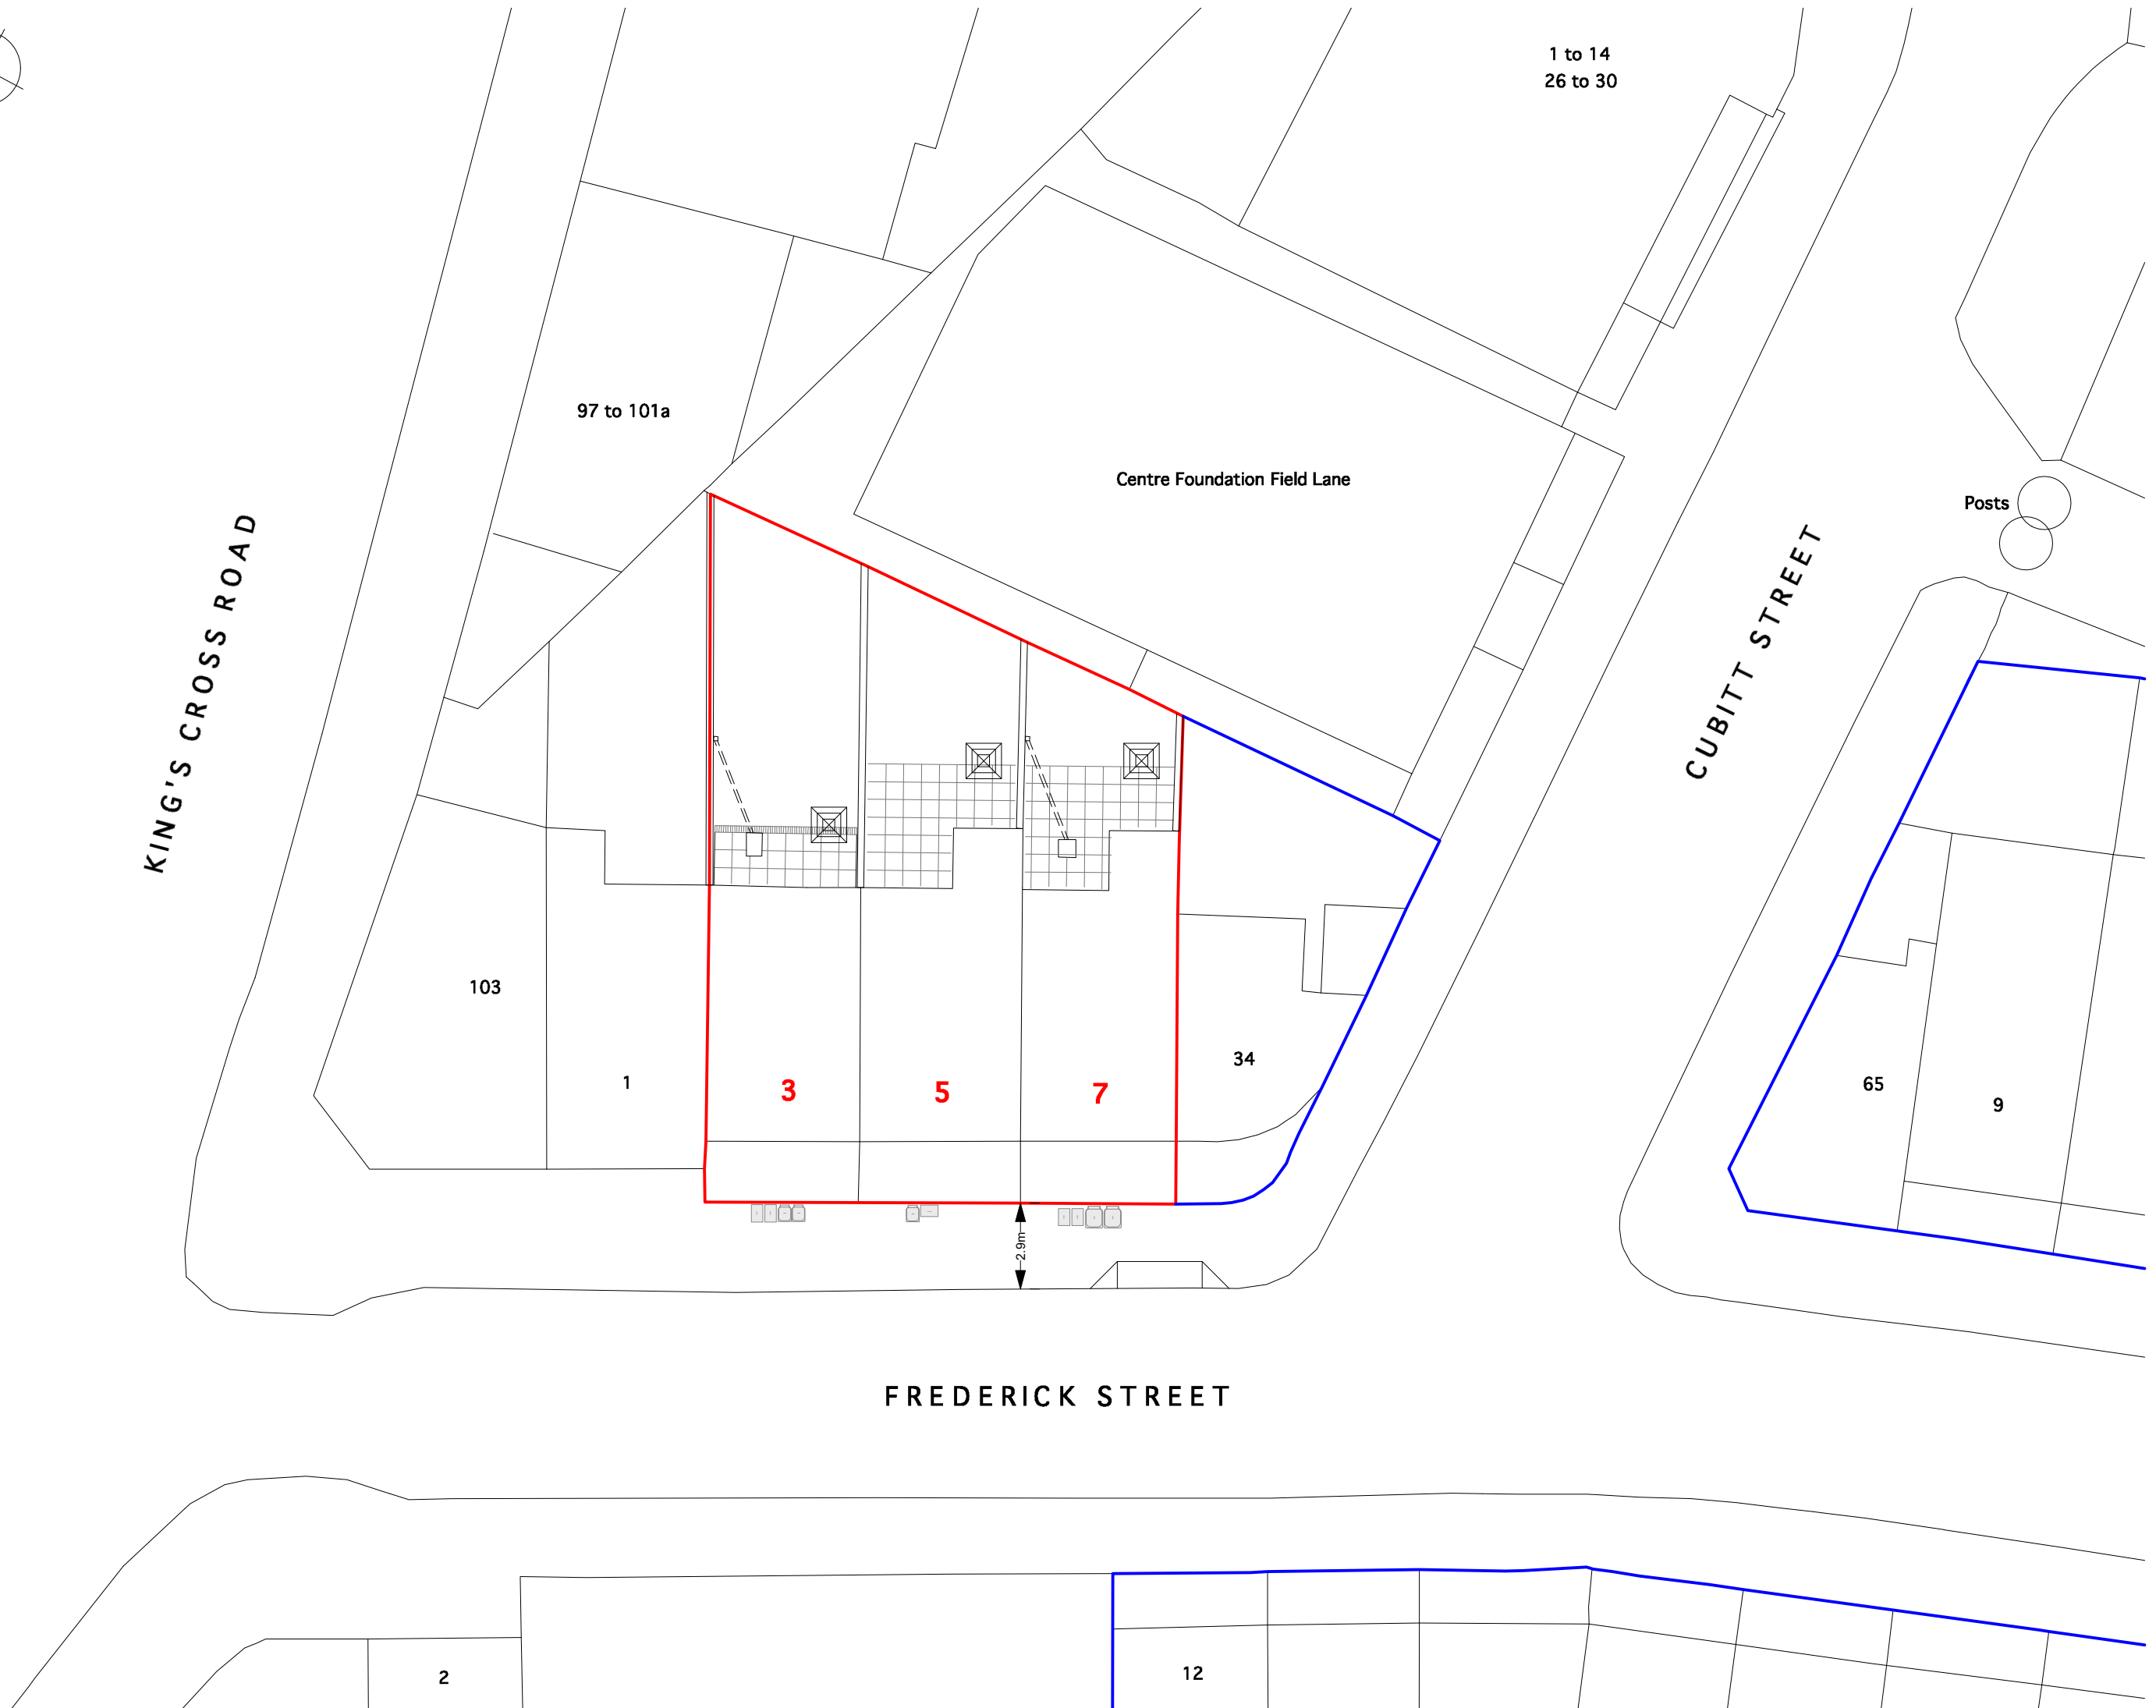 1 to 14
26 to 30
97 to 101a
Centre Foundation Field Lane
Posts
KING'S CROSS ROAD
CUBITT STREET
103
1
3
5
7
34
65
9
2.9m
FREDERICK STREET
2
12